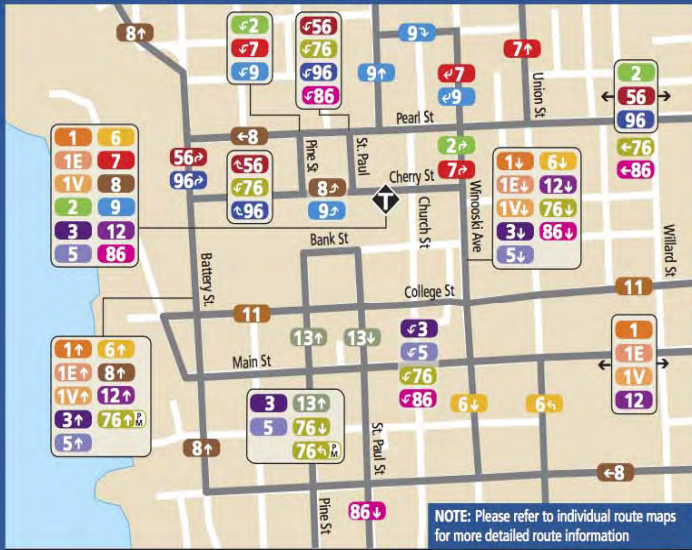 8↑
↶2
↶7
↶9
↶56
↶76
↶96
↶86
9↴
9↑
↲7
↲9
7↑
Union St
2
56
96
←76
←86
Pearl St
←8
56↱
96↱
Pine St
St. Paul
2↱
7↱
1 6
1E 7
1V 8
2 9
3 12
5 86
↰56
↶76
↰96
8⤴
9⤴
Cherry St
T
Church St
Winooski Ave
1↓ 6↓
1E↓ 12↓
1V↓ 76↓
3↓ 86↓
5↓
Willard St
Battery St.
Bank St
College St
11
11
13↑
13↓
↶3
↶5
↶76
↶86
Main St
1↑ 6↑
1E↑ 8↑
1V↑ 12↑
3↑ 76↑ PM
5↑
1
1E
1V
12
3 13↑
5 76↓
76↰ PM
6↓
6↰
8↑
St. Paul St
←8
Pine St
86↓
NOTE: Please refer to individual route maps
for more detailed route information